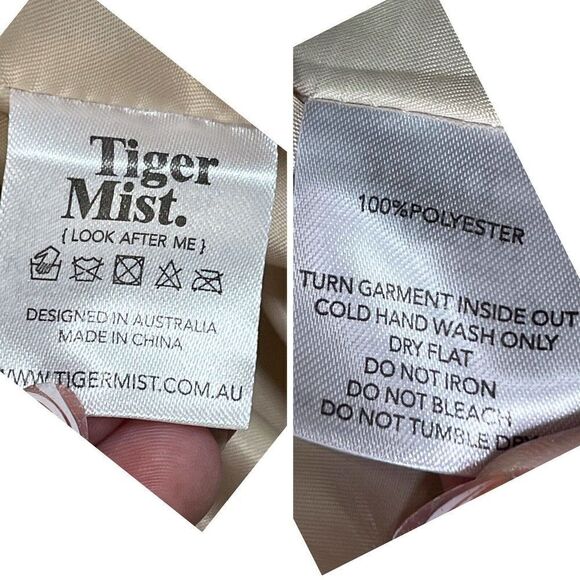 Tiger
Mist.
{ LOOK AFTER ME }
DESIGNED IN AUSTRALIA
MADE IN CHINA
WWW.TIGERMIST.COM.AU
100%POLYESTER
TURN GARMENT INSIDE OUT
COLD HAND WASH ONLY
DRY FLAT
DO NOT IRON
DO NOT BLEACH
DO NOT TUMBLE DRY